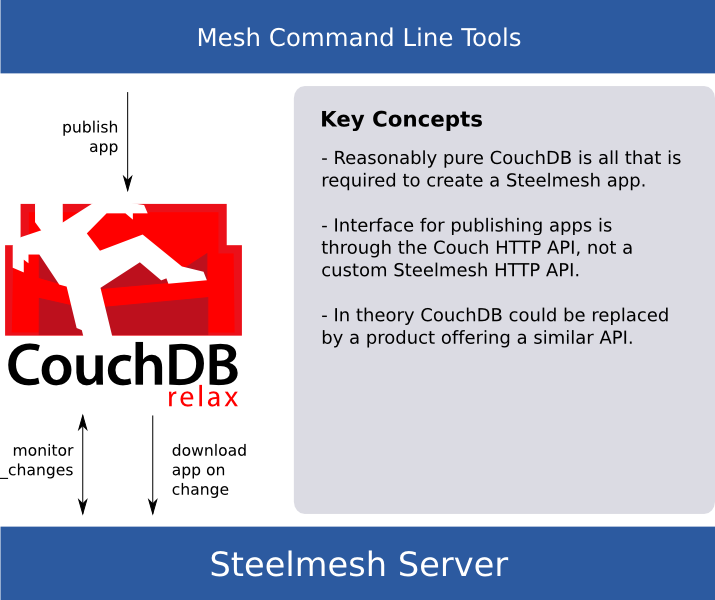 Mesh Command Line Tools
publish
app
Key Concepts
- Reasonably pure CouchDB is all that is
required to create a Steelmesh app.
- Interface for publishing apps is
through the Couch HTTP API, not a
custom Steelmesh HTTP API.
- In theory CouchDB could be replaced
by a product offering a similar API.
CouchDB
relax
monitor
_changes
download
app on
change
Steelmesh Server